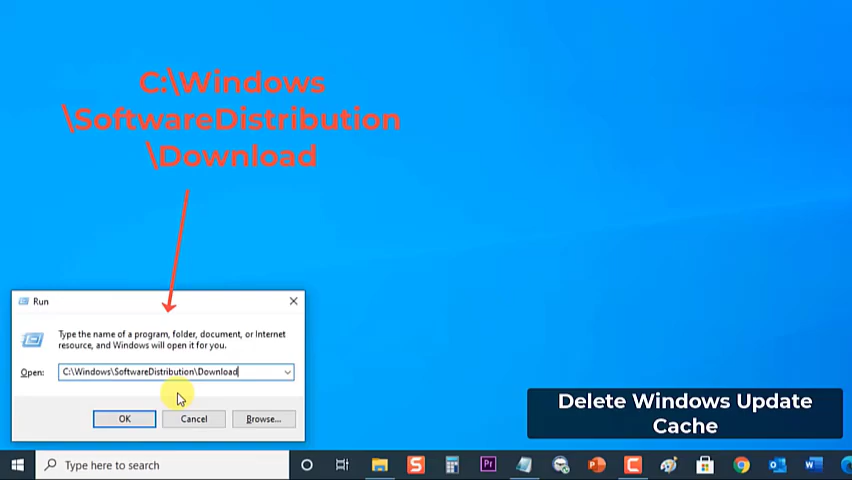 C:\Windows
\SoftwareDistribution
\Download
Run
Type the name of a program, folder, document, or Internet
resource, and Windows will open it for you.
Open:
C:\Windows\SoftwareDistribution\Download
OK
Cancel
Browse...
Delete Windows Update
Cache
Type here to search